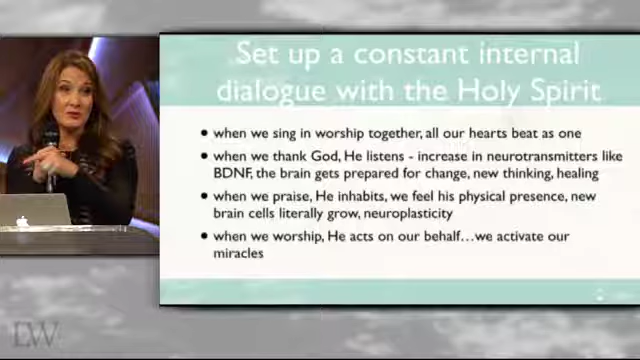 Set up a constant internal
dialogue with the Holy Spirit
• when we sing in worship together, all our hearts beat as one
• when we thank God, He listens - increase in neurotransmitters like
BDNF, the brain gets prepared for change, new thinking, healing
• when we praise, He inhabits, we feel his physical presence, new
brain cells literally grow, neuroplasticity
• when we worship, He acts on our behalf...we activate our
miracles
LW